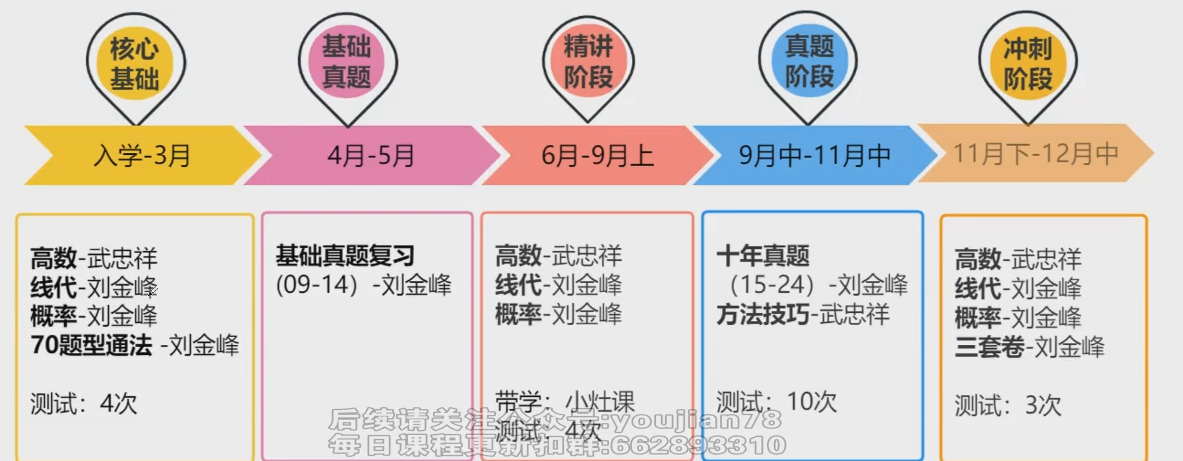 核心
基础
基础
真题
精讲
阶段
真题
阶段
冲刺
阶段
入学-3月
4月-5月
6月-9月上
9月中-11月中
11月下-12月中
高数-武忠祥
线代-刘金峰
概率-刘金峰
70题型通法 -刘金峰
测试：4次
基础真题复习
(09-14）-刘金峰
高数-武忠祥
线代-刘金峰
概率-刘金峰
带学：小灶课
测试：4次
十年真题
（15-24）-刘金峰
方法技巧-武忠祥
测试：10次
高数-武忠祥
线代-刘金峰
概率-刘金峰
三套卷-刘金峰
测试：3次
后续请关注公众号:youjian78
每日课程更新扣群:662893310